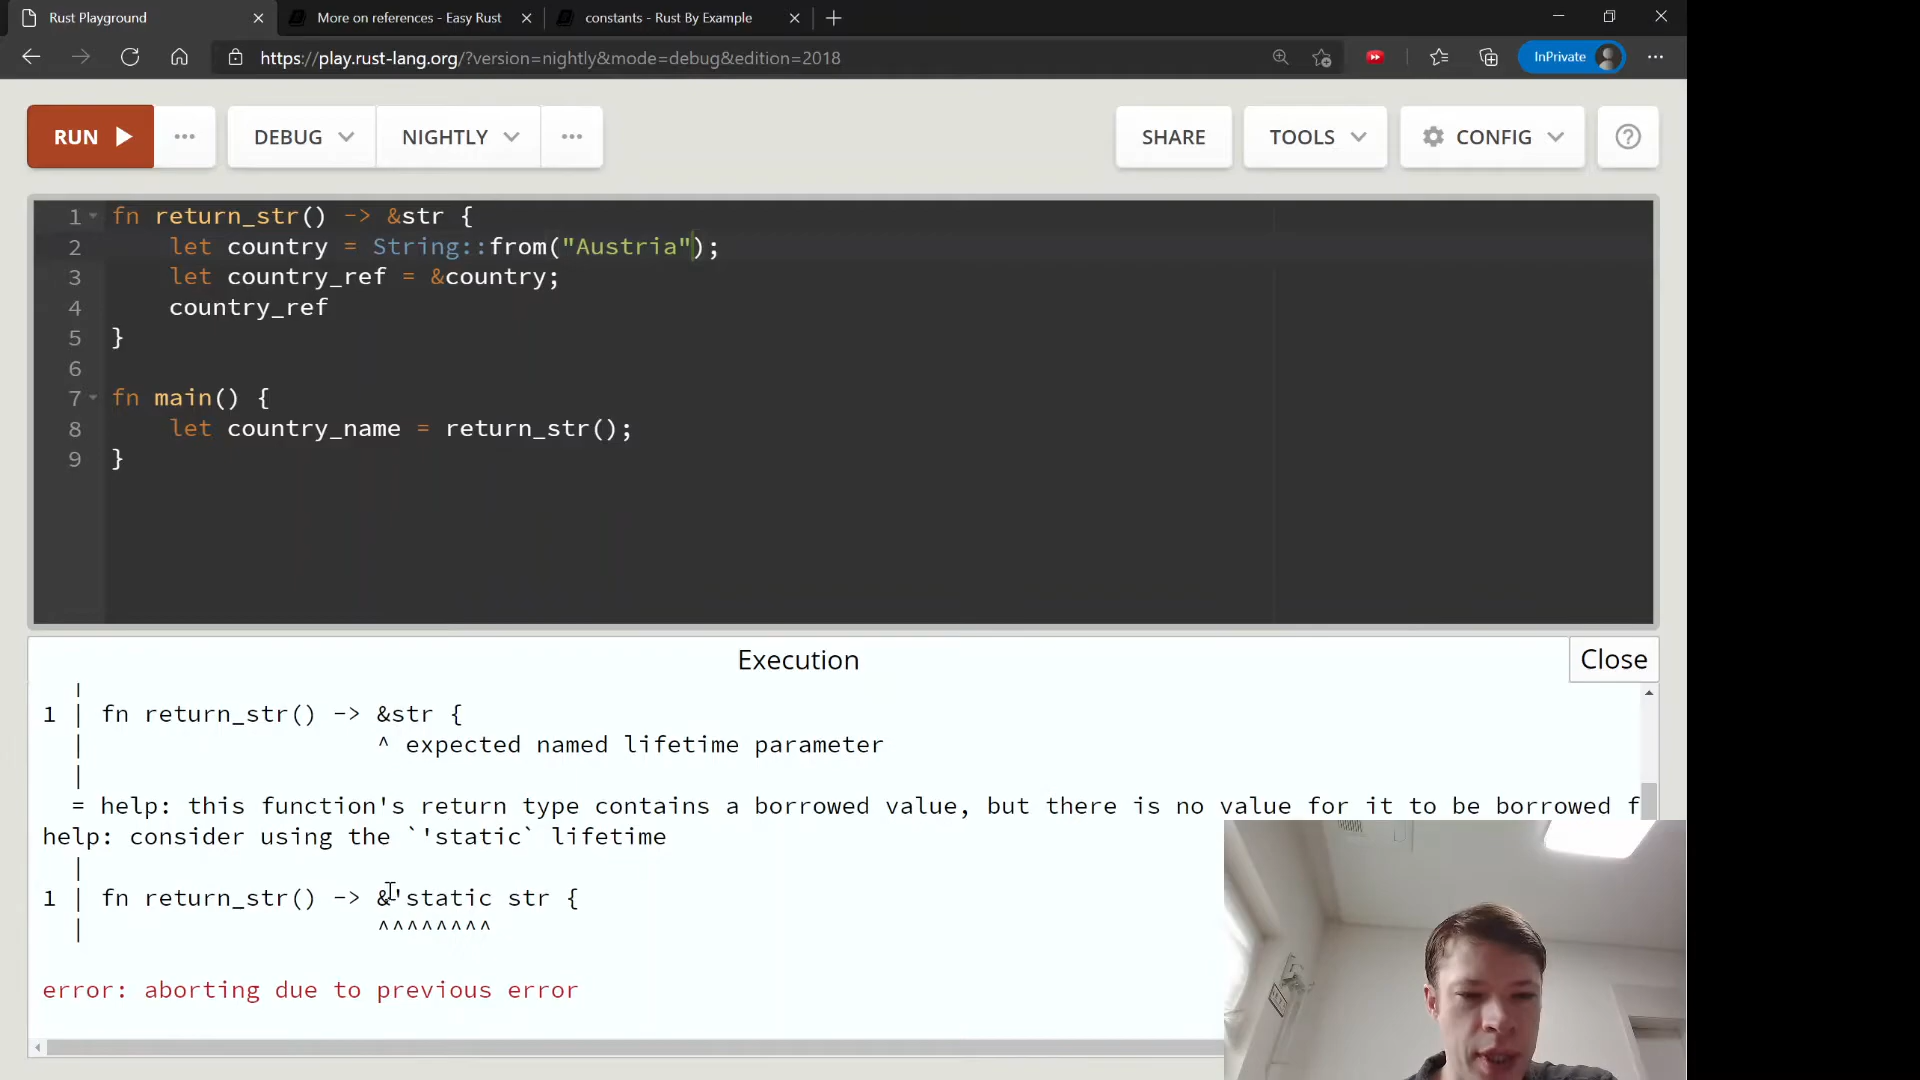 Rust Playground
More on references - Easy Rust
constants - Rust By Example
https://play.rust-lang.org/?version=nightly&mode=debug&edition=2018
InPrivate
RUN
DEBUG
NIGHTLY
SHARE
TOOLS
CONFIG
1 fn return_str() -> &str {
2 let country = String::from("Austria");
3 let country_ref = &country;
4 country_ref
5 }
6
7 fn main() {
8 let country_name = return_str();
9 }
Execution
Close
|
1 | fn return_str() -> &str {
| ^ expected named lifetime parameter
|
= help: this function's return type contains a borrowed value, but there is no value for it to be borrowed f
help: consider using the `'static` lifetime
|
1 | fn return_str() -> &'static str {
| ^^^^^^^^
error: aborting due to previous error